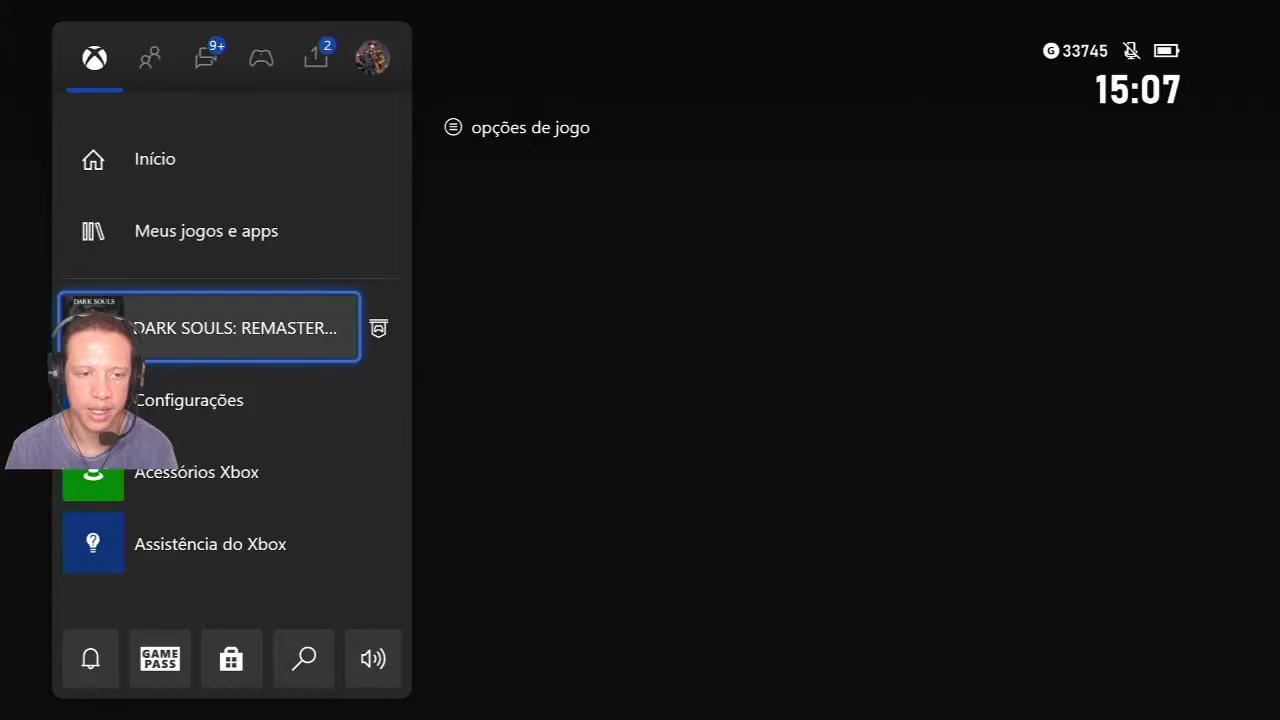 9+
2
33745
15:07
opções de jogo
Início
Meus jogos e apps
DARK SOULS
DARK SOULS: REMASTER...
Configurações
Acessórios Xbox
Assistência do Xbox
GAME
PASS